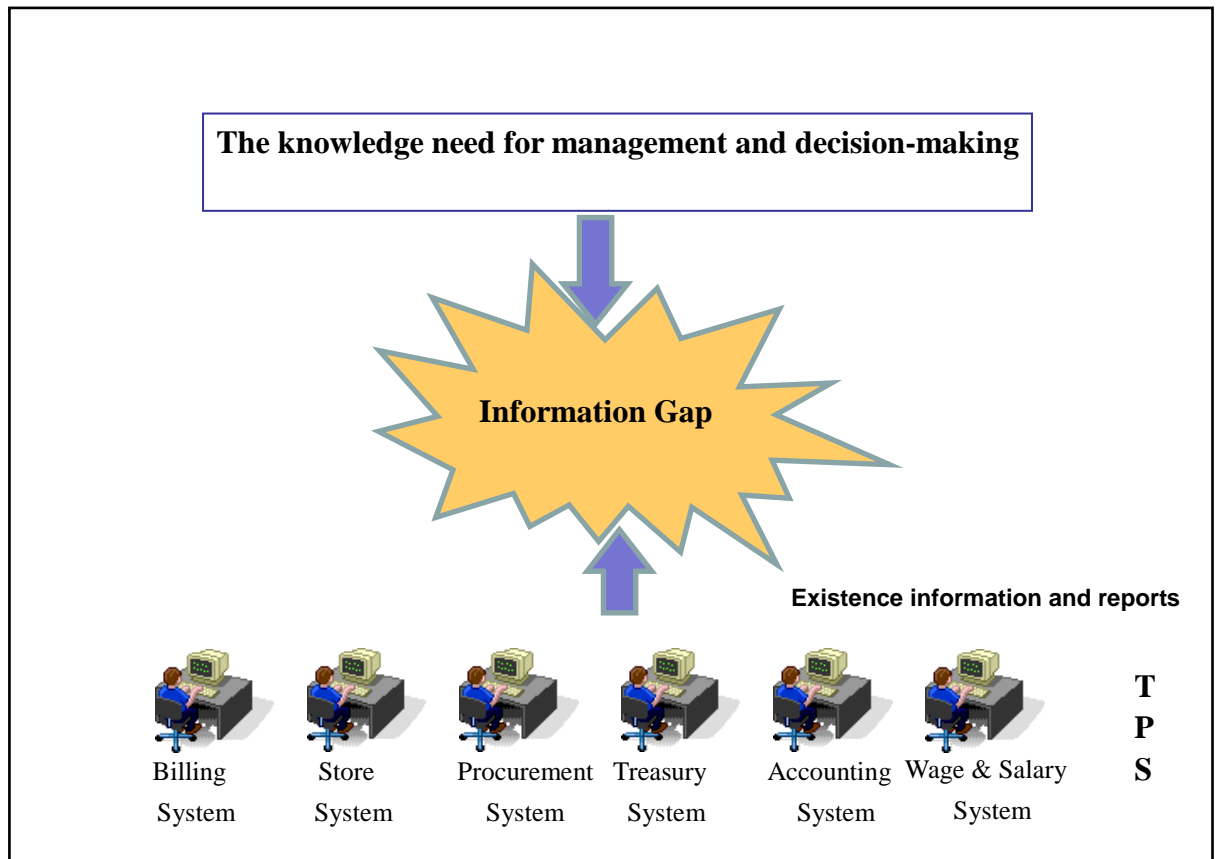 The knowledge need for management and decision-making
Information Gap
Existence information and reports
T
P
S
Billing
System
Store
System
Procurement
System
Treasury
System
Accounting
System
Wage & Salary
System